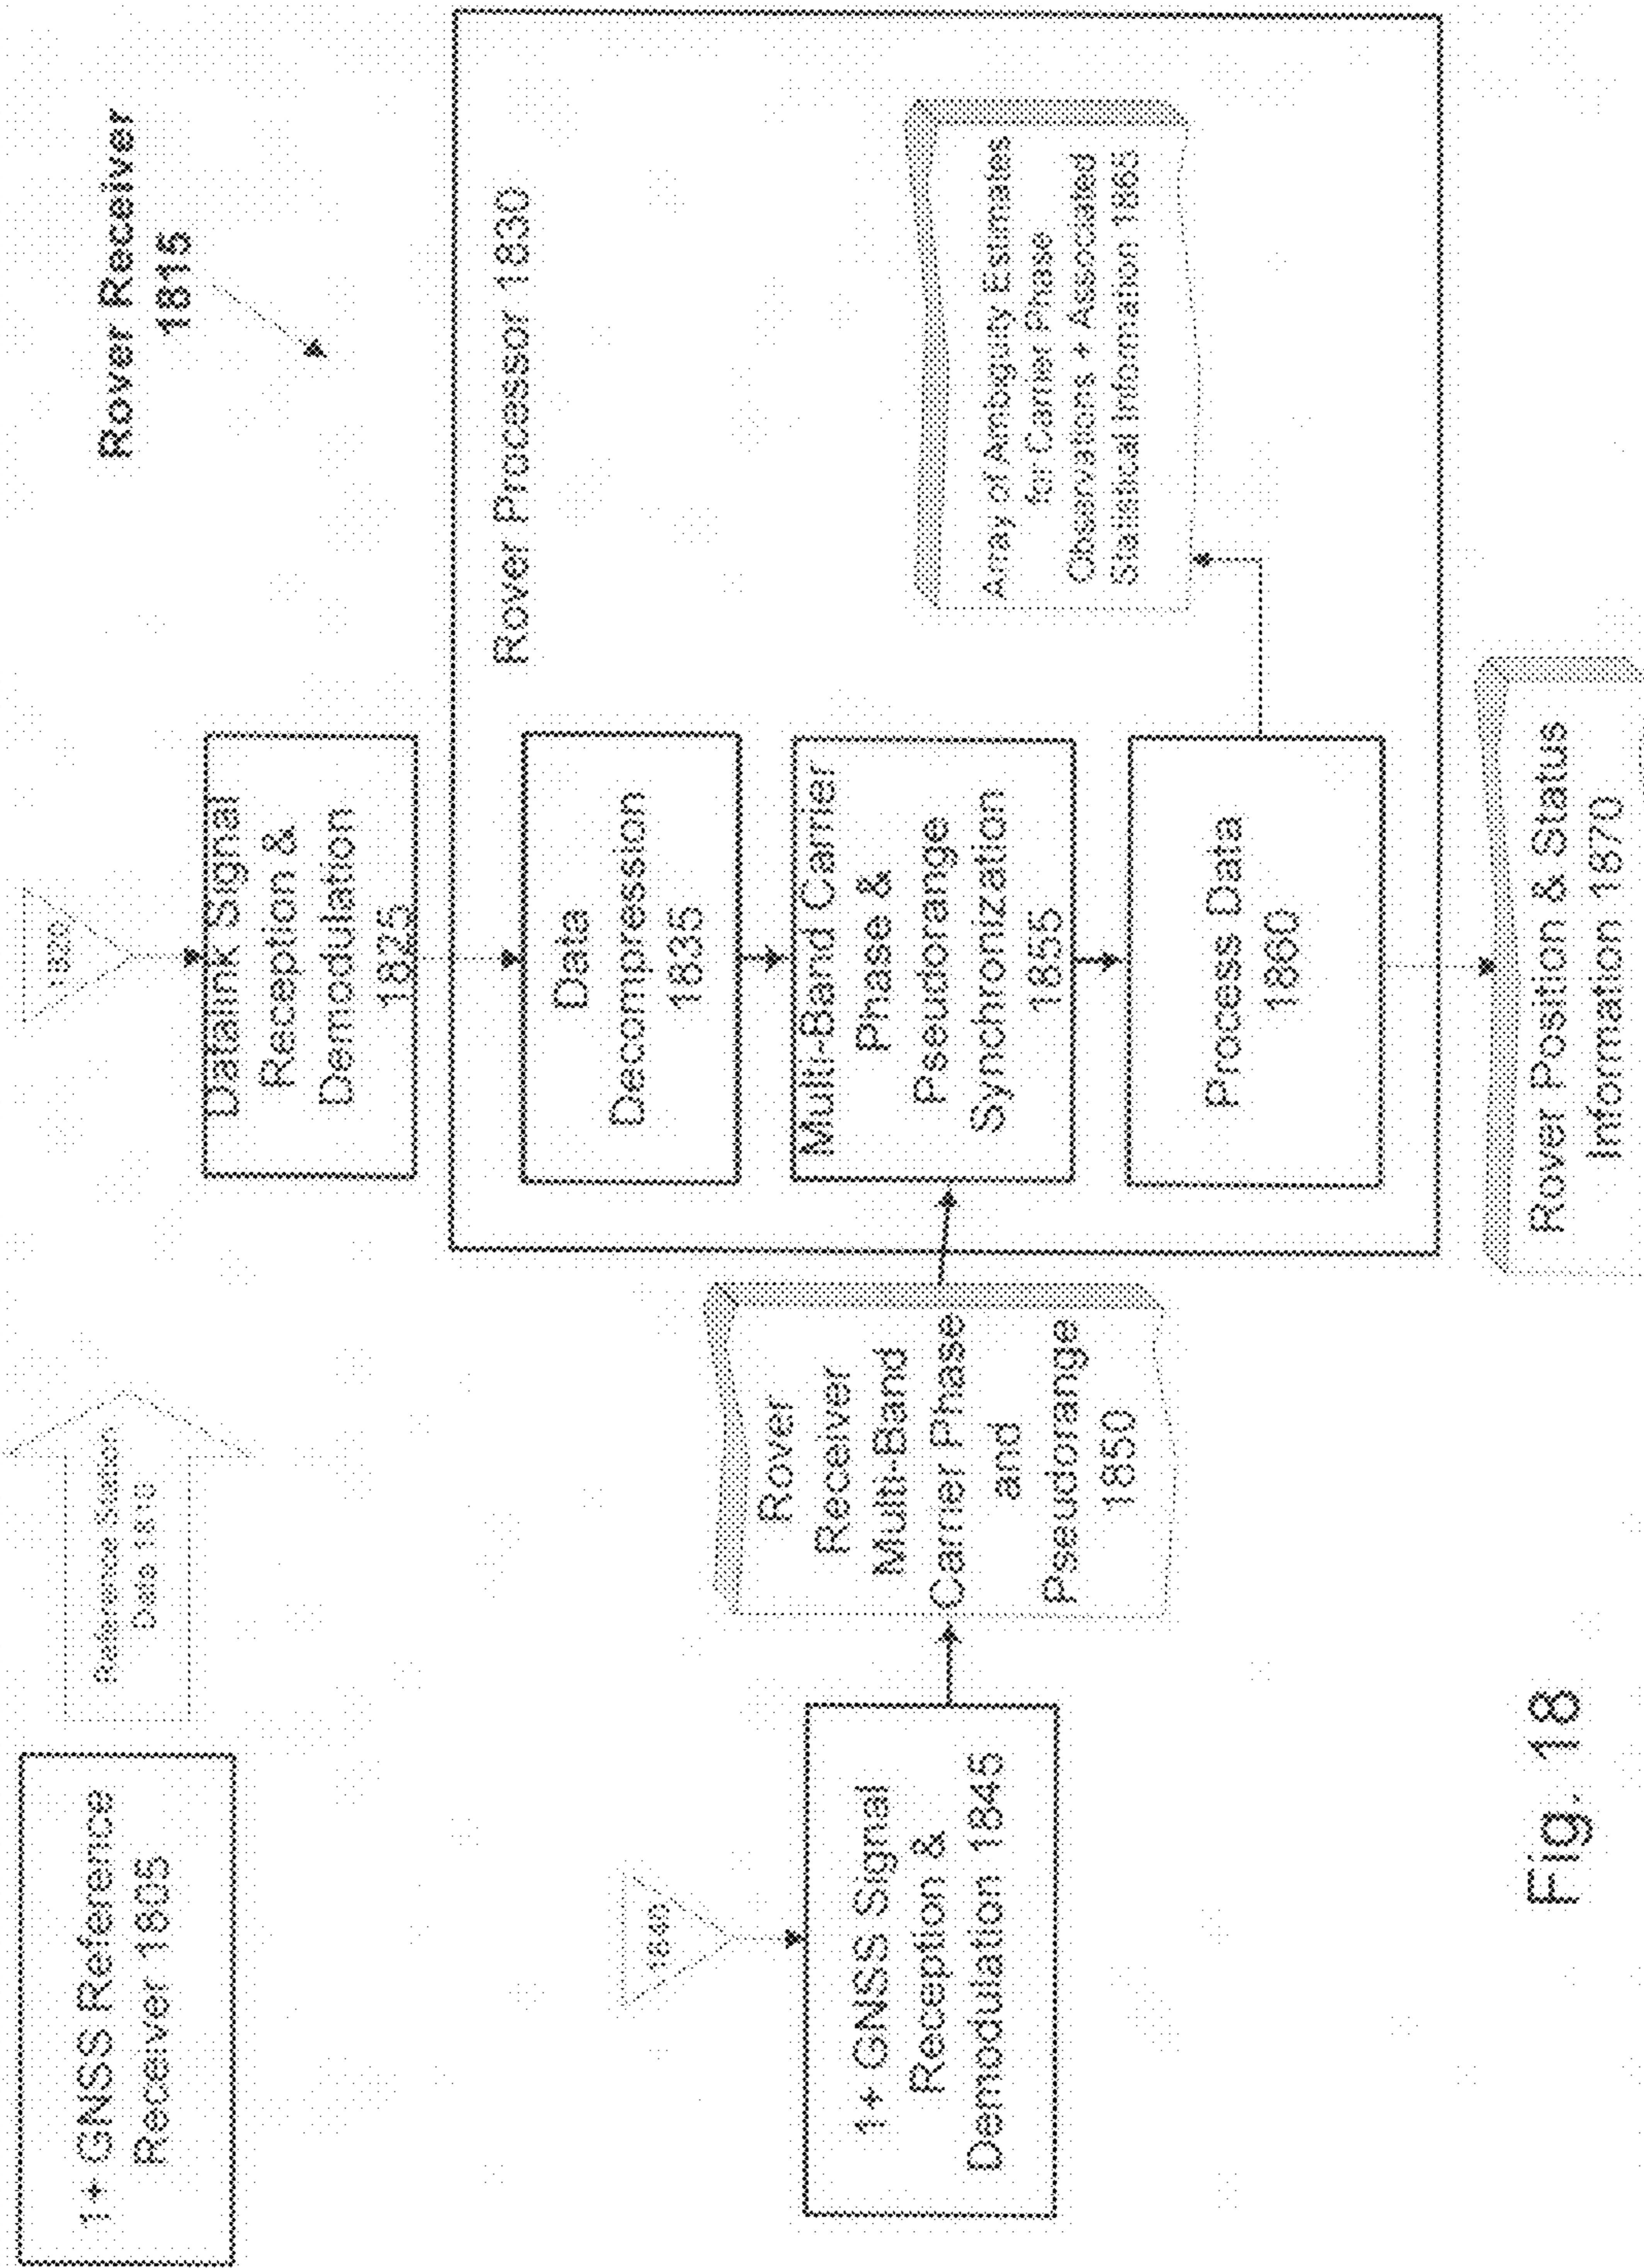 1+ GNSS Reference
Receiver 1805
Reference Station
Data 1810
1820
Rover Receiver
1815
Datalink Signal
Reception &
Demodulation
1825
Rover Processor 1830
Data
Decompression
1835
1840
1+ GNSS Signal
Reception &
Demodulation 1845
Rover
Receiver
Multi-Band
Carrier Phase
and
Pseudorange
1850
Multi-Band Carrier
Phase &
Pseudorange
Synchronization
1855
Process Data
1860
Array of Ambiguity Estimates
for Carrier Phase
Observations + Associated
Statistical Information 1865
Rover Position & Status
Information 1870
Fig. 18